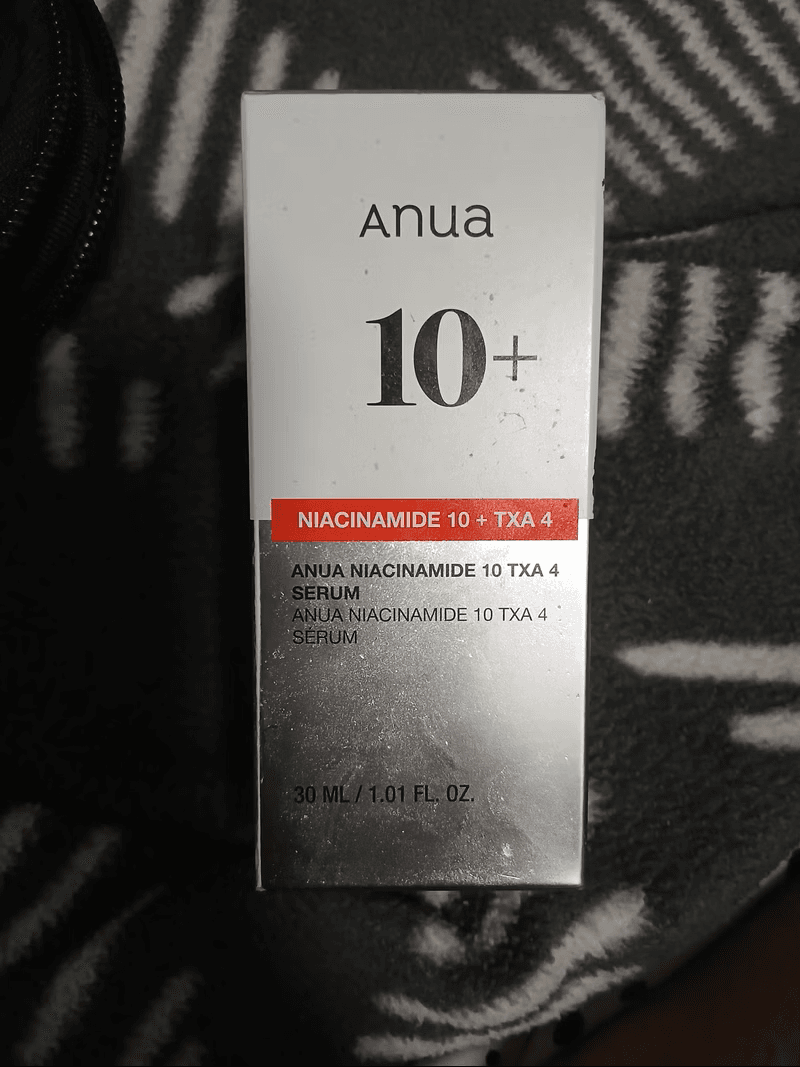 Anua
10+
NIACINAMIDE 10 + TXA 4
ANUA NIACINAMIDE 10 TXA 4
SERUM
ANUA NIACINAMIDE 10 TXA 4
SÉRUM
30 ML / 1.01 FL. OZ.